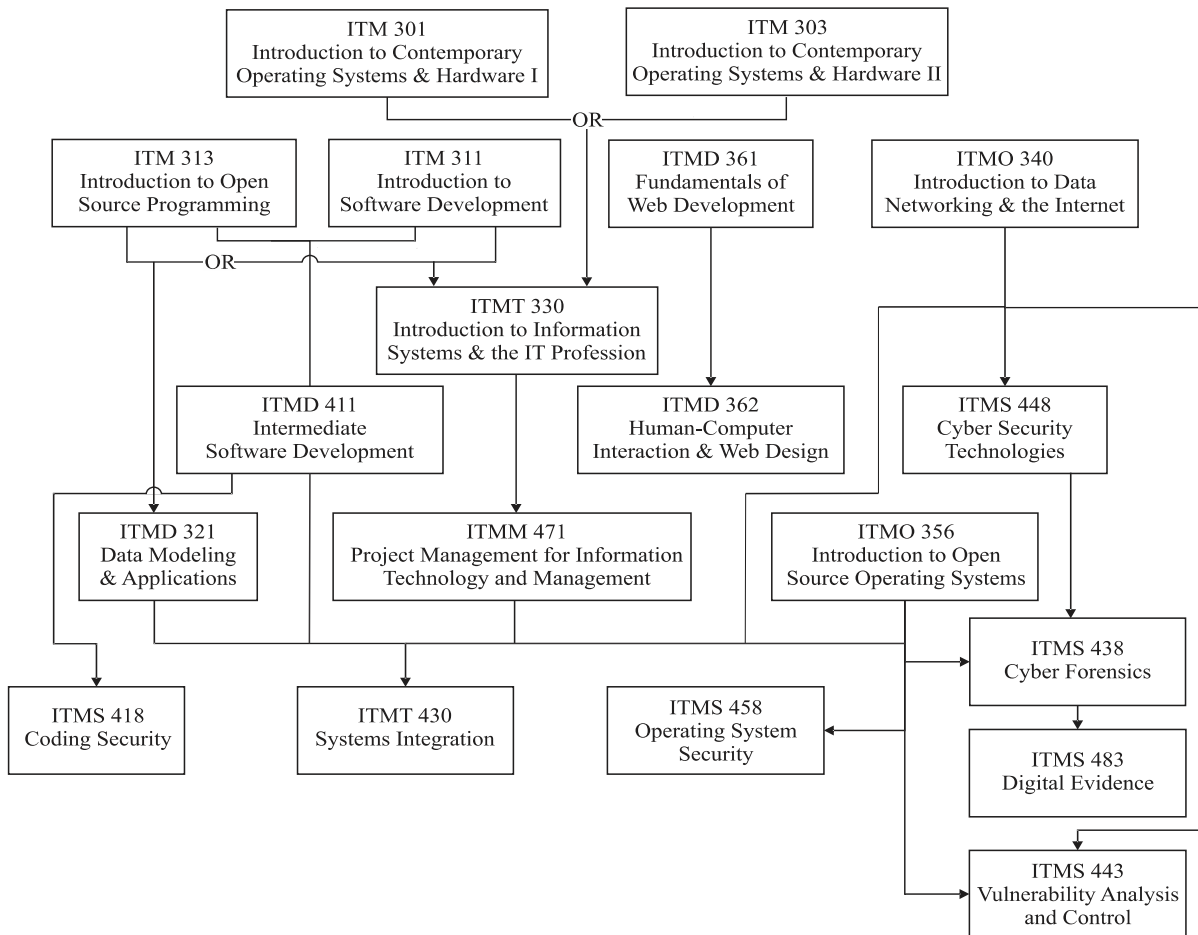 ITM 301
Introduction to Contemporary
Operating Systems & Hardware I
ITM 303
Introduction to Contemporary
Operating Systems & Hardware II
OR
ITM 313
Introduction to Open
Source Programming
ITM 311
Introduction to
Software Development
ITMD 361
Fundamentals of
Web Development
ITMO 340
Introduction to Data
Networking & the Internet
OR
ITMT 330
Introduction to Information
Systems & the IT Profession
ITMD 411
Intermediate
Software Development
ITMD 362
Human-Computer
Interaction & Web Design
ITMS 448
Cyber Security
Technologies
ITMD 321
Data Modeling
& Applications
ITMM 471
Project Management for Information
Technology and Management
ITMO 356
Introduction to Open
Source Operating Systems
ITMS 438
Cyber Forensics
ITMS 418
Coding Security
ITMT 430
Systems Integration
ITMS 458
Operating System
Security
ITMS 483
Digital Evidence
ITMS 443
Vulnerability Analysis
and Control